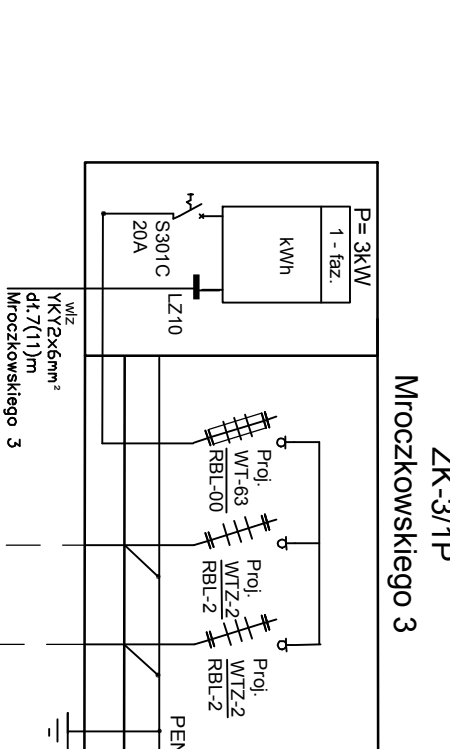 ZK-3/1P
Mroczkowskiego 3
P= 3kW
1 - faz.
kWh
S301C
20A
LZ10
wlz
YKY2x6mm²
dł.7(11)m
Mroczkowskiego 3
Proj.
WT-63
RBL-00
Proj.
WTZ-2
RBL-2
Proj.
WTZ-2
RBL-2
PEN